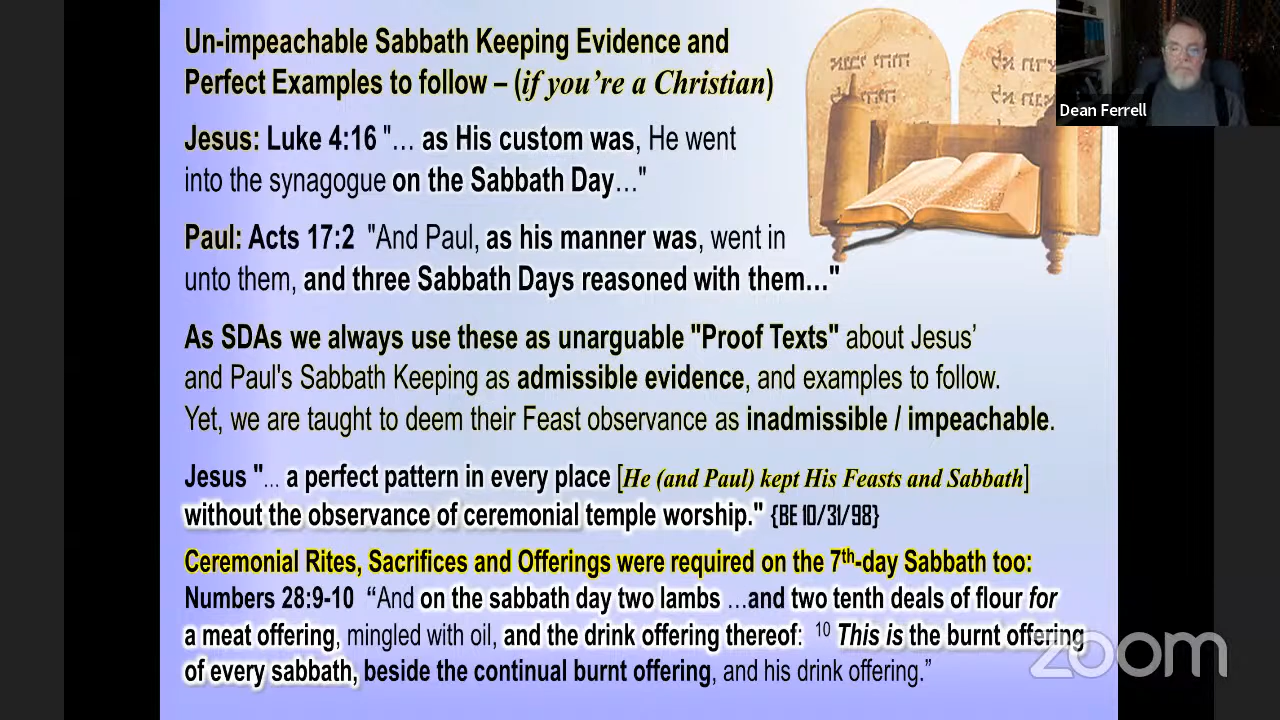 Un-impeachable Sabbath Keeping Evidence and
Perfect Examples to follow – (if you’re a Christian)
Jesus: Luke 4:16 "… as His custom was, He went
into the synagogue on the Sabbath Day…"
Paul: Acts 17:2 "And Paul, as his manner was, went in
unto them, and three Sabbath Days reasoned with them…"
As SDAs we always use these as unarguable "Proof Texts" about Jesus’
and Paul's Sabbath Keeping as admissible evidence, and examples to follow.
Yet, we are taught to deem their Feast observance as inadmissible / impeachable.
Jesus "... a perfect pattern in every place [He (and Paul) kept His Feasts and Sabbath]
without the observance of ceremonial temple worship." {BE 10/31/98}
Ceremonial Rites, Sacrifices and Offerings were required on the 7th-day Sabbath too:
Numbers 28:9-10 “And on the sabbath day two lambs …and two tenth deals of flour for
a meat offering, mingled with oil, and the drink offering thereof: 10 This is the burnt offering
of every sabbath, beside the continual burnt offering, and his drink offering.”
Dean Ferrell
zoom